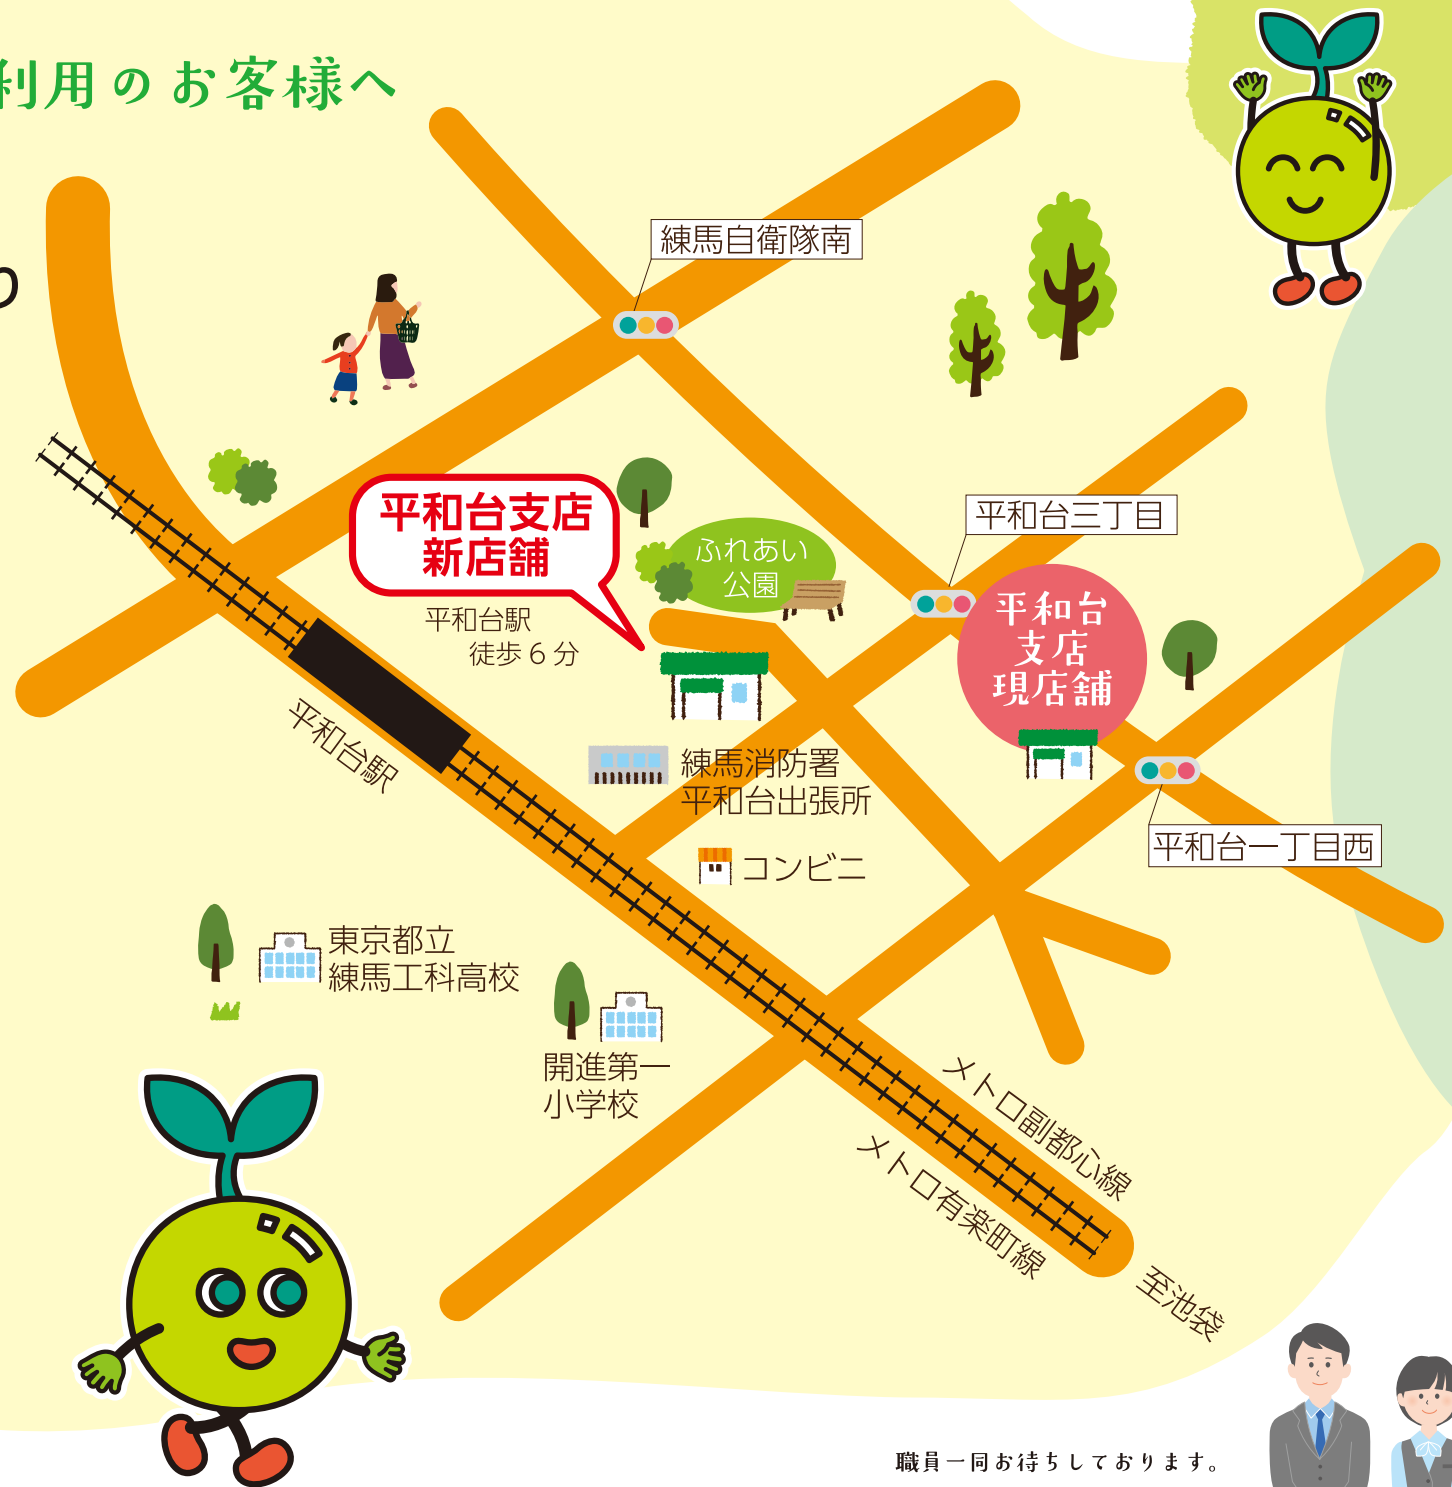 利用のお客様へ
練馬自衛隊南
平和台支店
新店舗
ふれあい
公園
平和台三丁目
平和台
支店
現店舗
平和台駅
徒歩6分
平和台駅
練馬消防署
平和台出張所
平和台一丁目西
コンビニ
東京都立
練馬工科高校
開進第一
小学校
メトロ副都心線
メトロ有楽町線
至池袋
職員一同お待ちしております。